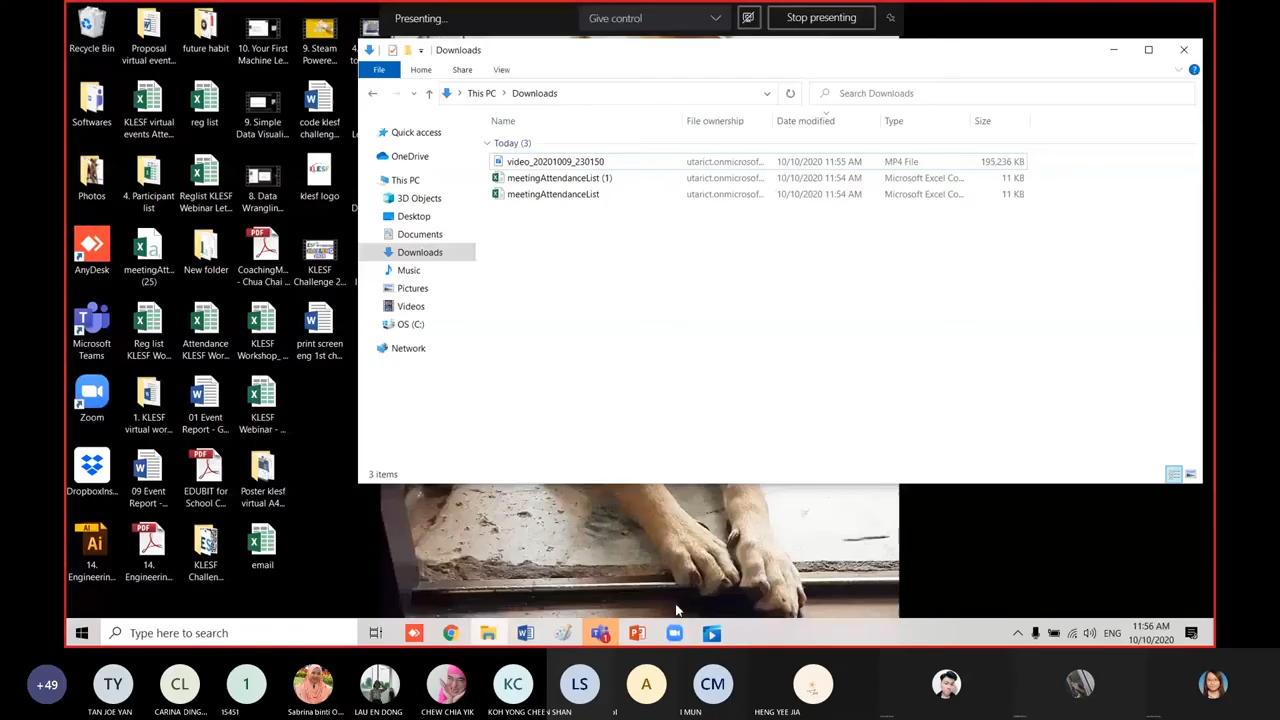 Presenting...
Give control
Stop presenting
Downloads
File
Home
Share
View
This PC
Downloads
Search Downloads
Name
File ownership
Date modified
Type
Size
Today (3)
video_20201009_230150
utarict.onmicrosof...
10/10/2020 11:55 AM
MP4 File
195,236 KB
meetingAttendanceList (1)
utarict.onmicrosof...
10/10/2020 11:54 AM
Microsoft Excel Co...
11 KB
meetingAttendanceList
utarict.onmicrosof...
10/10/2020 11:54 AM
Microsoft Excel Co...
11 KB
Quick access
OneDrive
This PC
3D Objects
Desktop
Documents
Downloads
Music
Pictures
Videos
OS (C:)
Network
3 items
Recycle Bin
Proposal
virtual event...
future habit
10. Your First
Machine Le...
9. Steam
Powere...
Softwares
KLESF virtual
events Atte...
reg list
9. Simple
Data Visuali...
code klesf
challeng...
Photos
4. Participant
list
Reglist KLESF
Webinar Let...
8. Data
Wranglin...
klesf logo
AnyDesk
meetingAtt...
(25)
New folder
PDF
CoachingM...
- Chua Chai ...
KLESF
Challenge 2...
Microsoft
Teams
Reg list
KLESF Wo...
Attendance
KLESF Wor...
KLESF
Workshop_ ...
print screen
eng 1st ch...
Zoom
1. KLESF
virtual wor...
01 Event
Report - G...
KLESF
Webinar - ...
DropboxIns...
09 Event
Report -...
PDF
EDUBIT for
School C...
Poster klesf
virtual A4...
Ai
14.
Engineerin...
PDF
14.
Engineerin...
KLESF
Challen...
email
Type here to search
ENG
11:56 AM
10/10/2020
+49
TY
TAN JOE YAN
CL
CARINA DING...
1
15451
Sabrina binti O...
LAU EN DONG
CHEW CHIA YIK
KC
KOH YONG CHEEN SHAN
LS
A
CM
I MUN
HENG YEE JIA